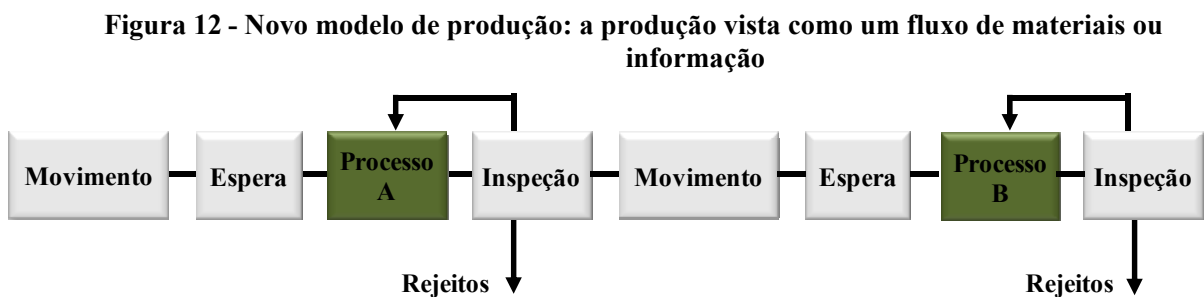 Figura 12 - Novo modelo de produção: a produção vista como um fluxo de materiais ou
informação
Movimento
Espera
Processo
A
Inspeção
Movimento
Espera
Processo
B
Inspeção
Rejeitos
Rejeitos